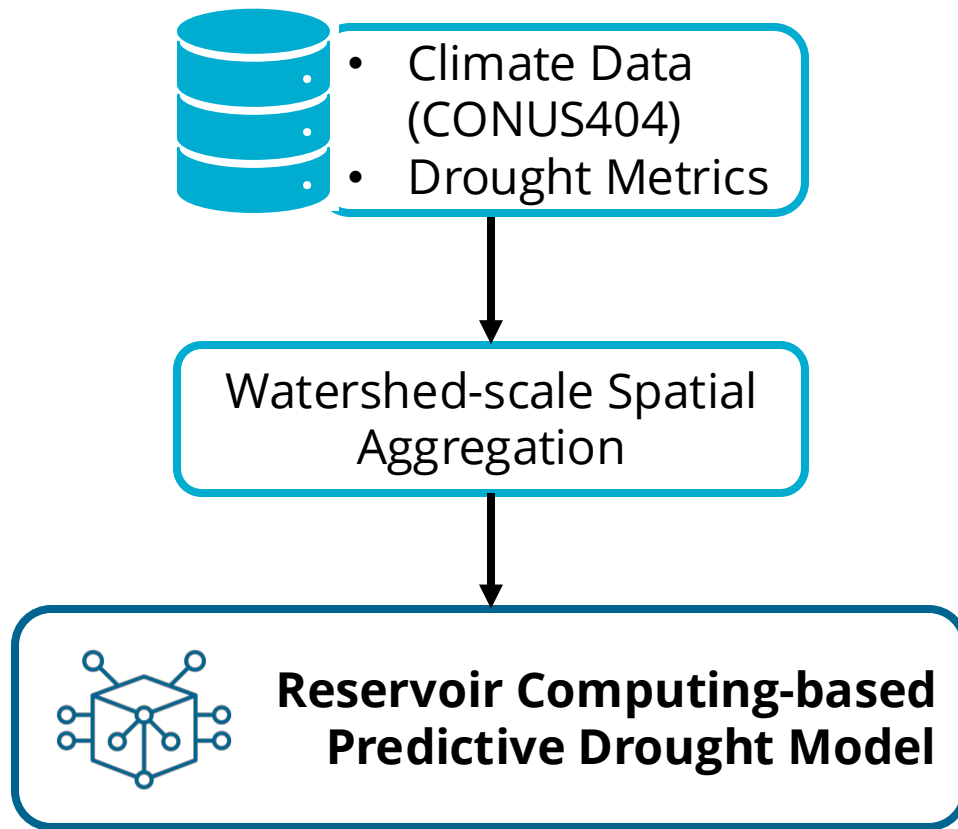 • Climate Data
(CONUS404)
• Drought Metrics
Watershed-scale Spatial
Aggregation
Reservoir Computing-based
Predictive Drought Model